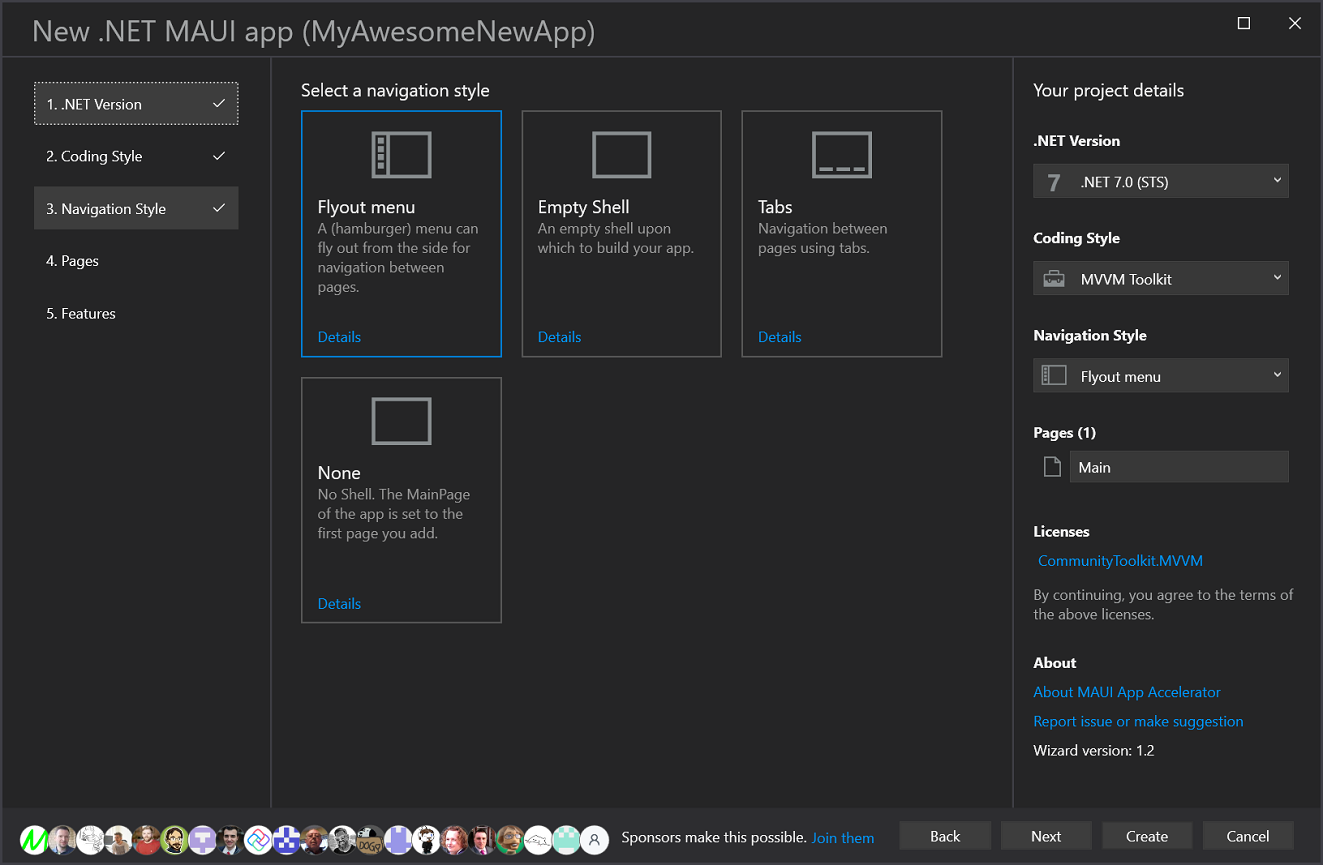 New .NET MAUI app (MyAwesomeNewApp)
1. .NET Version
2. Coding Style
3. Navigation Style
4. Pages
5. Features
Select a navigation style
Flyout menu
A (hamburger) menu can
fly out from the side for
navigation between
pages.
Details
Empty Shell
An empty shell upon
which to build your app.
Details
Tabs
Navigation between
pages using tabs.
Details
None
No Shell. The MainPage
of the app is set to the
first page you add.
Details
Your project details
.NET Version
7 .NET 7.0 (STS)
Coding Style
MVVM Toolkit
Navigation Style
Flyout menu
Pages (1)
Main
Licenses
CommunityToolkit.MVVM
By continuing, you agree to the terms of
the above licenses.
About
About MAUI App Accelerator
Report issue or make suggestion
Wizard version: 1.2
DOGO
Sponsors make this possible. Join them
Back
Next
Create
Cancel